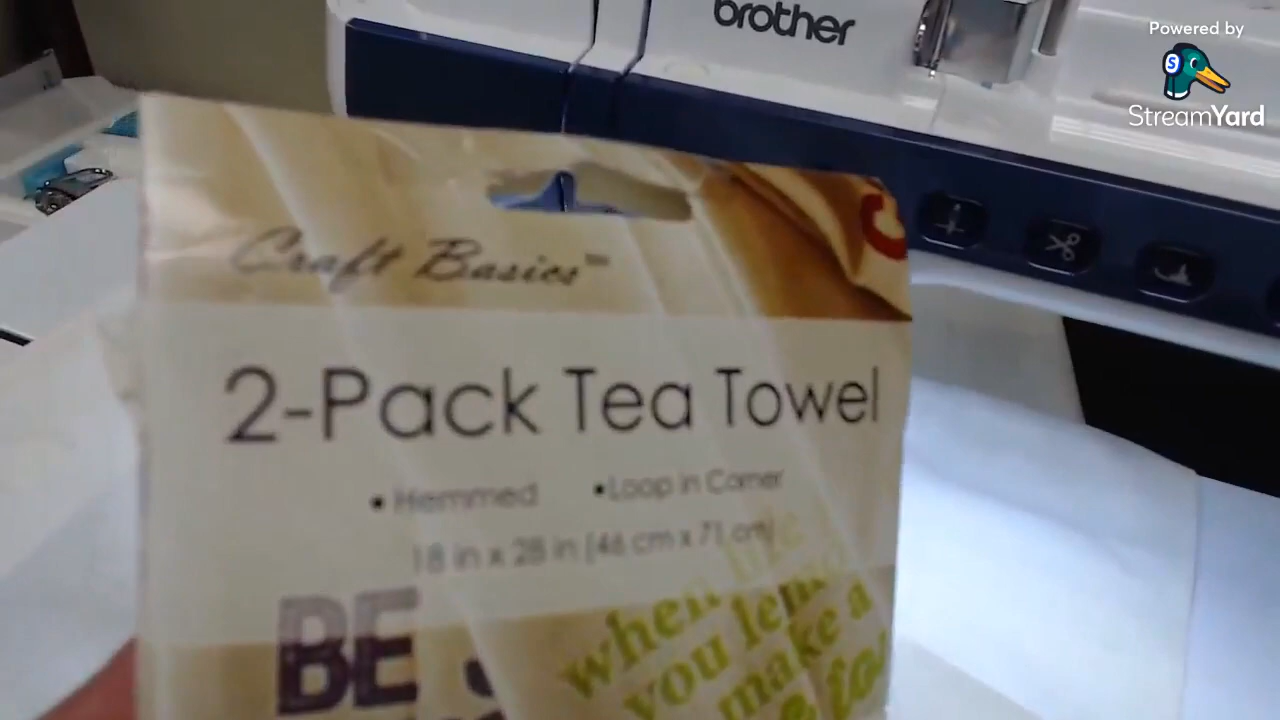 brother
Powered by
StreamYard
Craft Basics™
2-Pack Tea Towel
•Hemmed •Loop in Corner
18 in x 28 in (46 cm x 71 cm)
BE
when life
you lem
make a